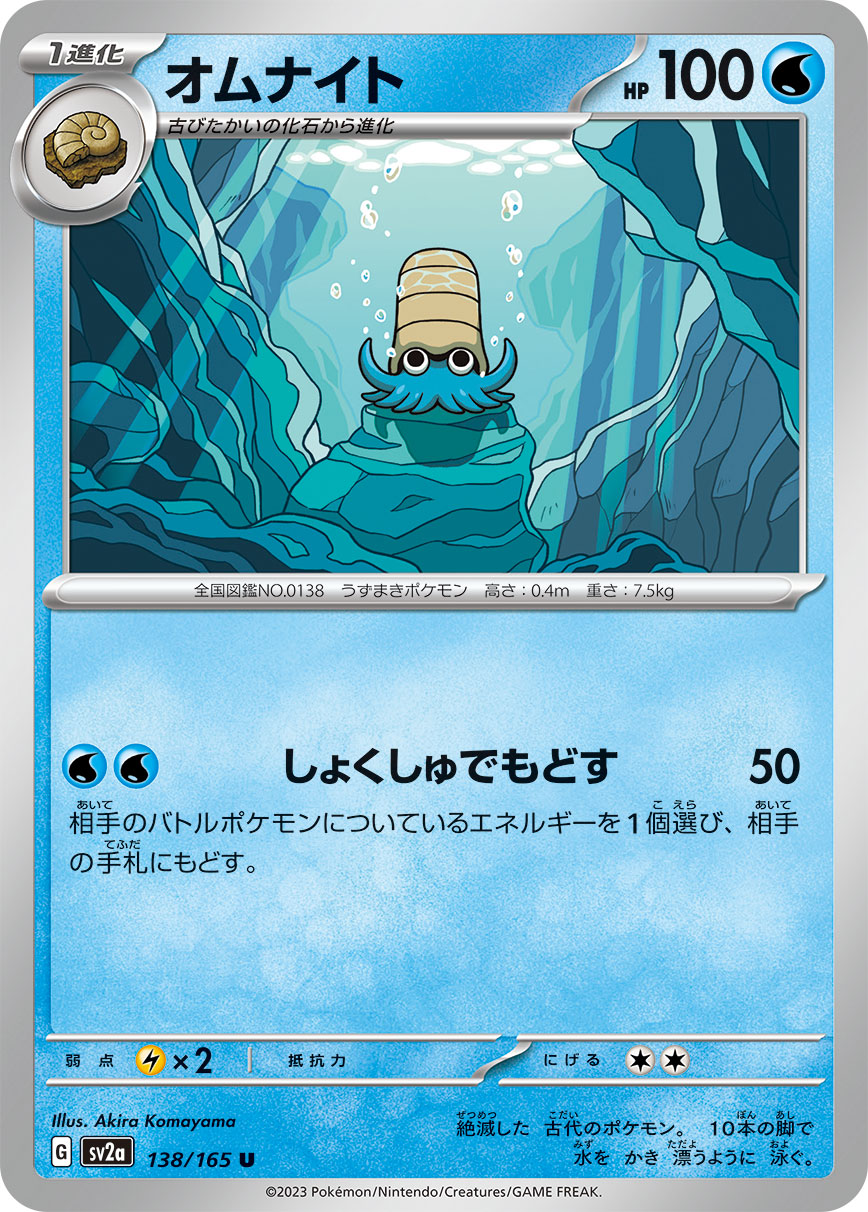 1進化
オムナイト
HP 100
古びたかいの化石から進化
全国図鑑NO.0138 うずまきポケモン 高さ:0.4m 重さ:7.5kg
しょくしゅでもどす 50
相手のバトルポケモンについているエネルギーを1個選び、相手
の手札にもどす。
弱点 ×2 抵抗力 にげる
Illus. Akira Komayama
絶滅した 古代のポケモン。 10本の脚で
水を かき 漂うように 泳ぐ。
G sv2a 138/165 U
©2023 Pokémon/Nintendo/Creatures/GAME FREAK.